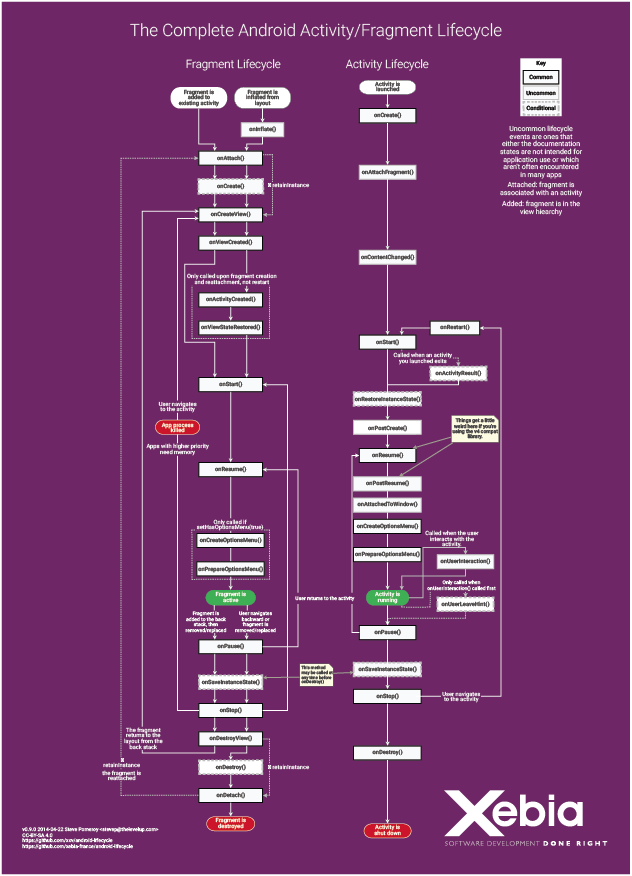 The Complete Android Activity/Fragment Lifecycle
Fragment Lifecycle
Activity Lifecycle
Fragment is
added to
existing activity
Fragment is
inflated from
layout
onInflate()
onAttach()
onCreate()
if retainInstance
onCreateView()
onViewCreated()
Only called upon fragment creation
and reattachment, not restart
onActivityCreated()
onViewStateRestored()
onStart()
User navigates
to the activity
App process
killed
Apps with higher priority
need memory
onResume()
Only called if
setHasOptionsMenu(true)
onCreateOptionsMenu()
onPrepareOptionsMenu()
Fragment is
active
Fragment is
added to the back
stack, then
removed/replaced
User navigates
backward or
fragment is
removed/replaced
onPause()
onSaveInstanceState()
onStop()
onDestroyView()
The fragment
returns to the
layout from the
back stack
onDestroy()
if retainInstance
if
retainInstance
the fragment is
reattached
onDetach()
Fragment is
destroyed
Activity is
launched
onCreate()
onAttachFragment()
onContentChanged()
onRestart()
onStart()
Called when an activity
you launched exits
onActivityResult()
onRestoreInstanceState()
onPostCreate()
Things get a little
weird here if you're
using the v4 compat
library.
onResume()
onPostResume()
onAttachedToWindow()
onCreateOptionsMenu()
onPrepareOptionsMenu()
Called when the user
interacts with the
activity.
onUserInteraction()
Only called when
onUserInteraction() called first
Activity is
running
onUserLeaveHint()
User returns to the activity
onPause()
This method
may be called at
any time before
onDestroy()
onSaveInstanceState()
onStop()
User navigates
to the activity
onDestroy()
Activity is
shut down
Key
Common
Uncommon
Conditional
Uncommon lifecycle
events are ones that
either the documentation
states are not intended for
application use or which
aren't often encountered
in many apps
Attached: fragment is
associated with an activity
Added: fragment is in the
view hiearchy
v0.9.0 2014-04-22 Steve Pomeroy <stevep@thelevelup.com>
CC-BY-SA 4.0
https://github.com/xxv/android-lifecycle
https://github.com/xebia-france/android-lifecycle
Xebia
SOFTWARE DEVELOPMENT DONE RIGHT